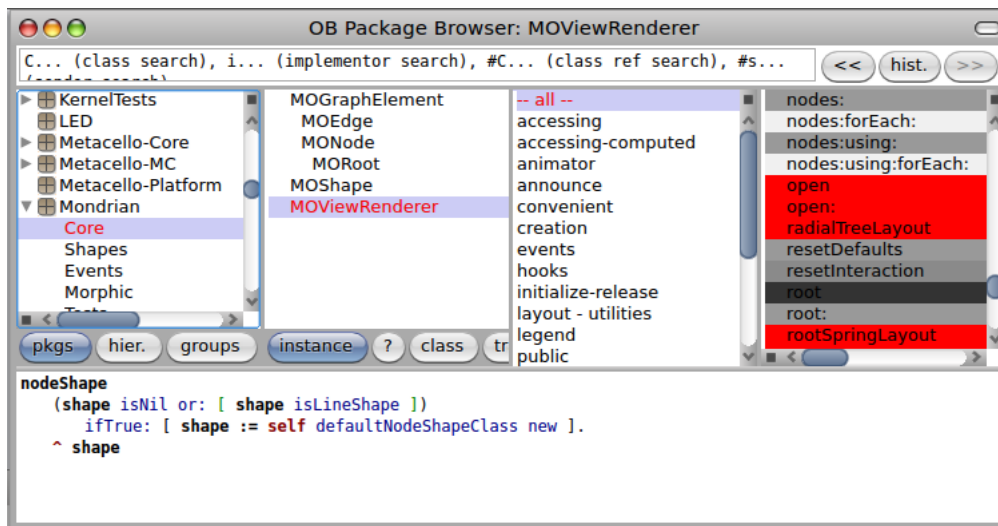 OB Package Browser: MOViewRenderer
C... (class search), i... (implementor search), #C... (class ref search), #s...
(sender search)
<< hist. >>
KernelTests
LED
Metacello-Core
Metacello-MC
Metacello-Platform
Mondrian
Core
Shapes
Events
Morphic
Tests
MOGraphElement
MOEdge
MONode
MORoot
MOShape
MOViewRenderer
-- all --
accessing
accessing-computed
animator
announce
convenient
creation
events
hooks
initialize-release
layout - utilities
legend
public
nodes:
nodes:forEach:
nodes:using:
nodes:using:forEach:
open
open:
radialTreeLayout
resetDefaults
resetInteraction
root
root:
rootSpringLayout
pkgs hier. groups instance ? class tr
nodeShape
(shape isNil or: [ shape isLineShape ])
ifTrue: [ shape := self defaultNodeShapeClass new ].
^ shape